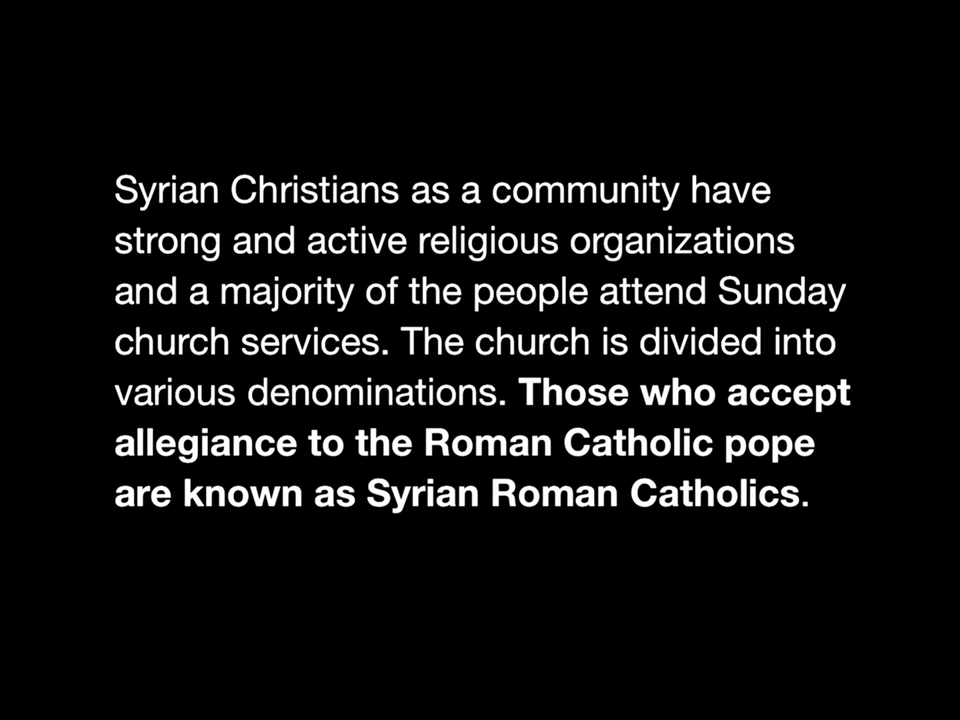 Syrian Christians as a community have
strong and active religious organizations
and a majority of the people attend Sunday
church services. The church is divided into
various denominations. Those who accept
allegiance to the Roman Catholic pope
are known as Syrian Roman Catholics.